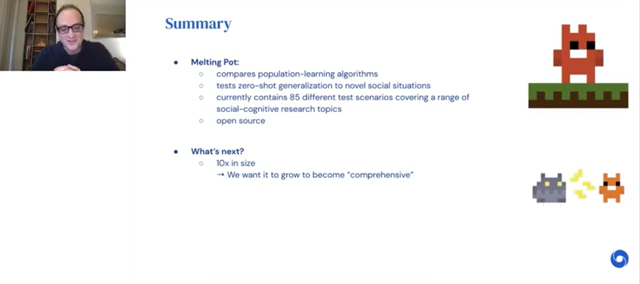 Summary
Melting Pot:
compares population-learning algorithms
tests zero-shot generalization to novel social situations
currently contains 85 different test scenarios covering a range of
social-cognitive research topics
open source
What's next?
10x in size
→ We want it to grow to become "comprehensive"